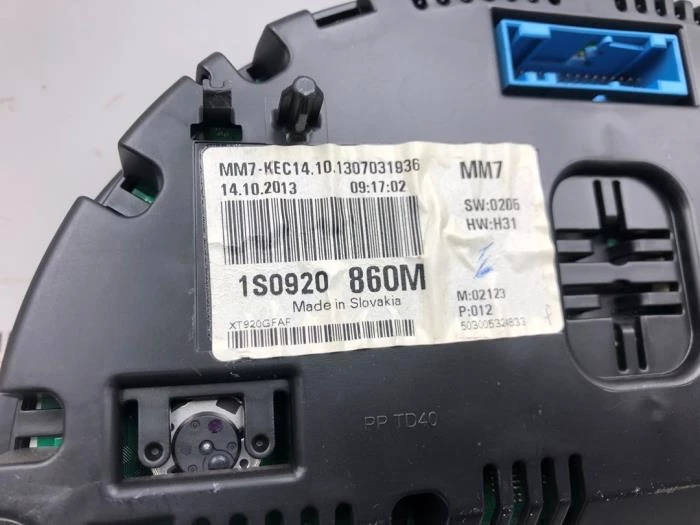 MM7-KEC14.10.1307031936
14.10.2013 09:17:02
1S0920 860M
Made in Slovakia
XT920GFAF
MM7
SW:0206
HW:H31
M:02123
P:012
503005324833
PP TD40